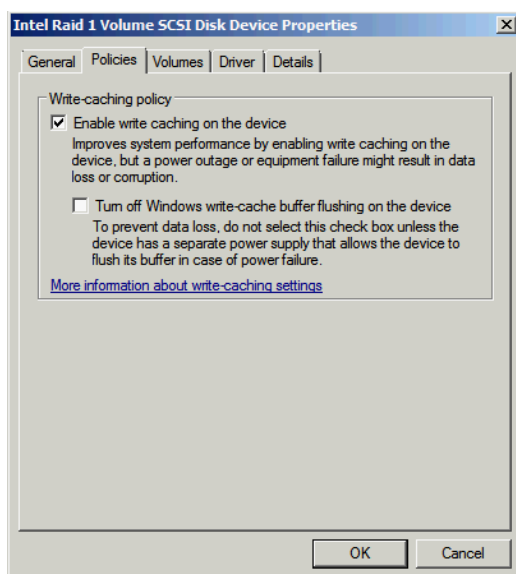 Intel Raid 1 Volume SCSI Disk Device Properties
General Policies Volumes Driver Details
Write-caching policy
Enable write caching on the device
Improves system performance by enabling write caching on the
device, but a power outage or equipment failure might result in data
loss or corruption.
Turn off Windows write-cache buffer flushing on the device
To prevent data loss, do not select this check box unless the
device has a separate power supply that allows the device to
flush its buffer in case of power failure.
More information about write-caching settings
OK Cancel